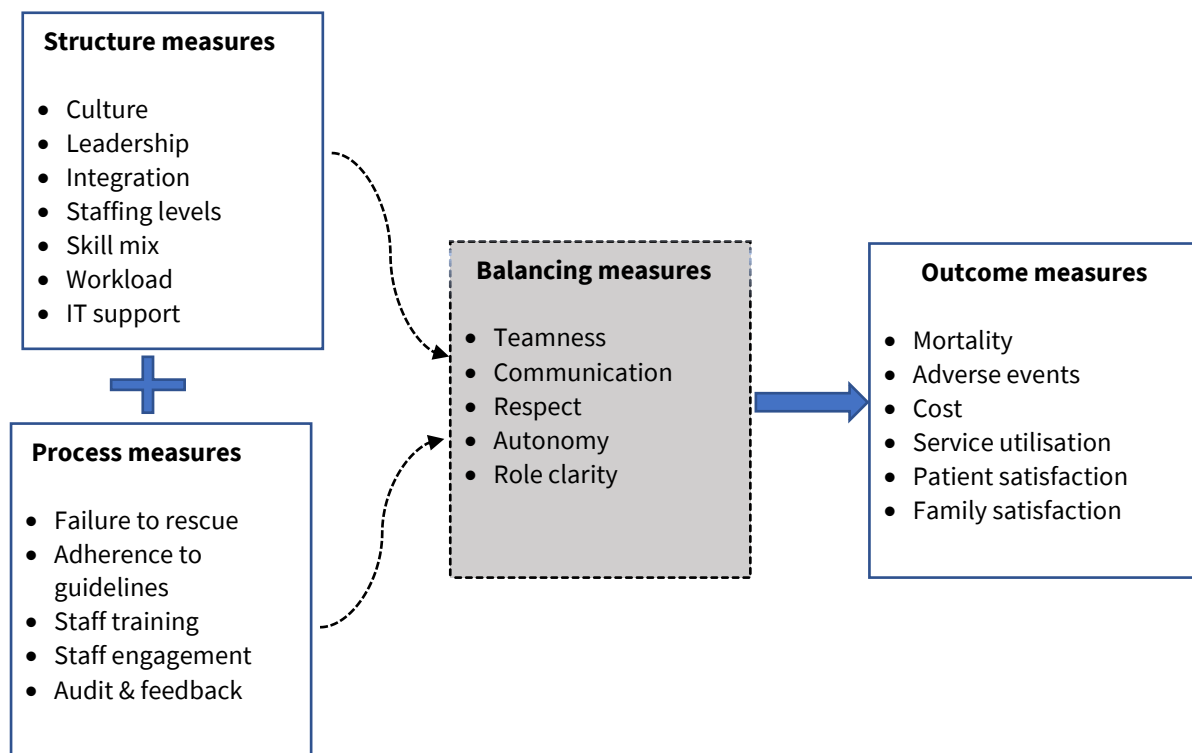 Structure measures
• Culture
• Leadership
• Integration
• Staffing levels
• Skill mix
• Workload
• IT support
Process measures
• Failure to rescue
• Adherence to
guidelines
• Staff training
• Staff engagement
• Audit & feedback
Balancing measures
• Teamness
• Communication
• Respect
• Autonomy
• Role clarity
Outcome measures
• Mortality
• Adverse events
• Cost
• Service utilisation
• Patient satisfaction
• Family satisfaction